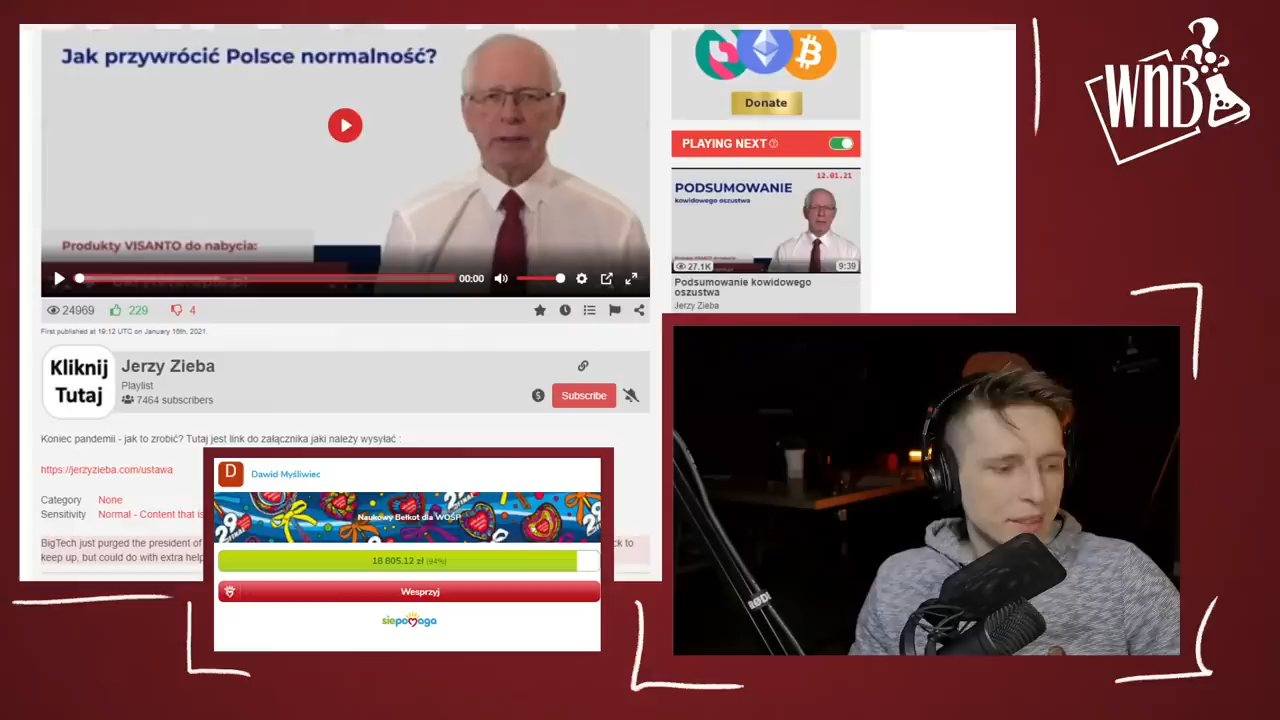 Jak przywrócić Polsce normalność?
Produkty VISANTO do nabycia:
00:00
24969 229 4
First published at 19:12 UTC on January 16th, 2021.
Kliknij
Tutaj
Jerzy Zieba
Playlist
7464 subscribers
Subscribe
Koniec pandemii - jak to zrobić? Tutaj jest link do załącznika jaki należy wysyłać :
https://jerzyzieba.com/ustawa
Category None
Sensitivity Normal - Content that is
BigTech just purged the president of
ck to
keep up, but could do with extra help
Donate
PLAYING NEXT
12.01.21
PODSUMOWANIE
kowidowego oszustwa
27.1K
9:39
Podsumowanie kowidowego
oszustwa
Jerzy Zieba
WNB
D
Dawid Myśliwiec
Naukowy Bełkot dla WOŚP
18 805,12 zł (94%)
Wesprzyj
siepomaga
RØDE